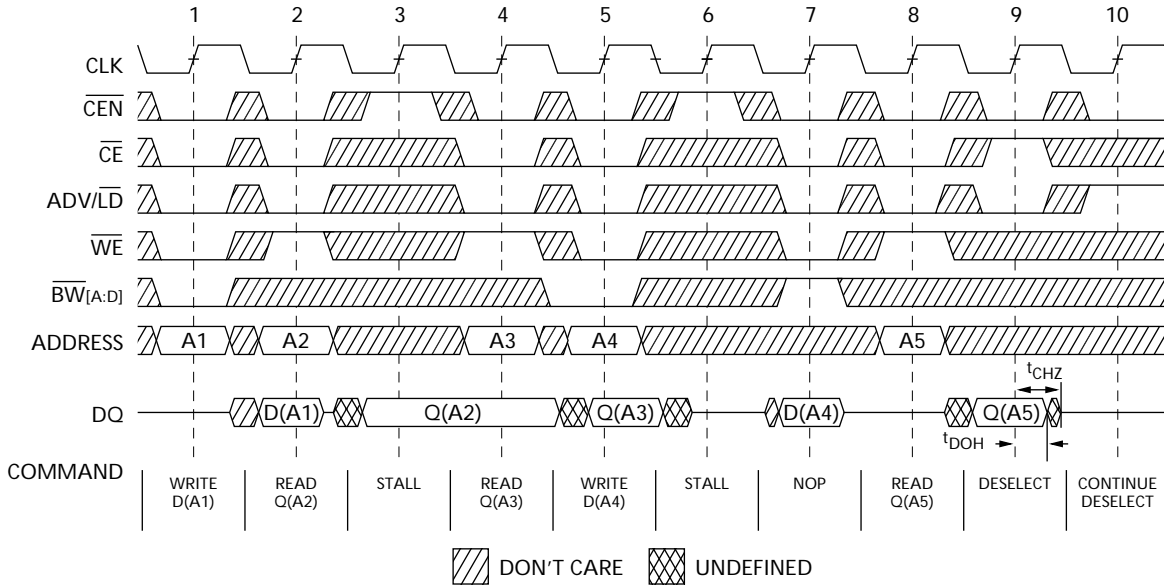 1 2 3 4 5 6 7 8 9 10
CLK
CEN
CE
ADV/LD
WE
BW[A:D]
ADDRESS A1 A2 A3 A4 A5
tCHZ
DQ D(A1) Q(A2) Q(A3) D(A4) Q(A5)
tDOH
COMMAND WRITE READ STALL READ WRITE STALL NOP READ DESELECT CONTINUE
D(A1) Q(A2) Q(A3) D(A4) Q(A5) DESELECT
DON'T CARE UNDEFINED